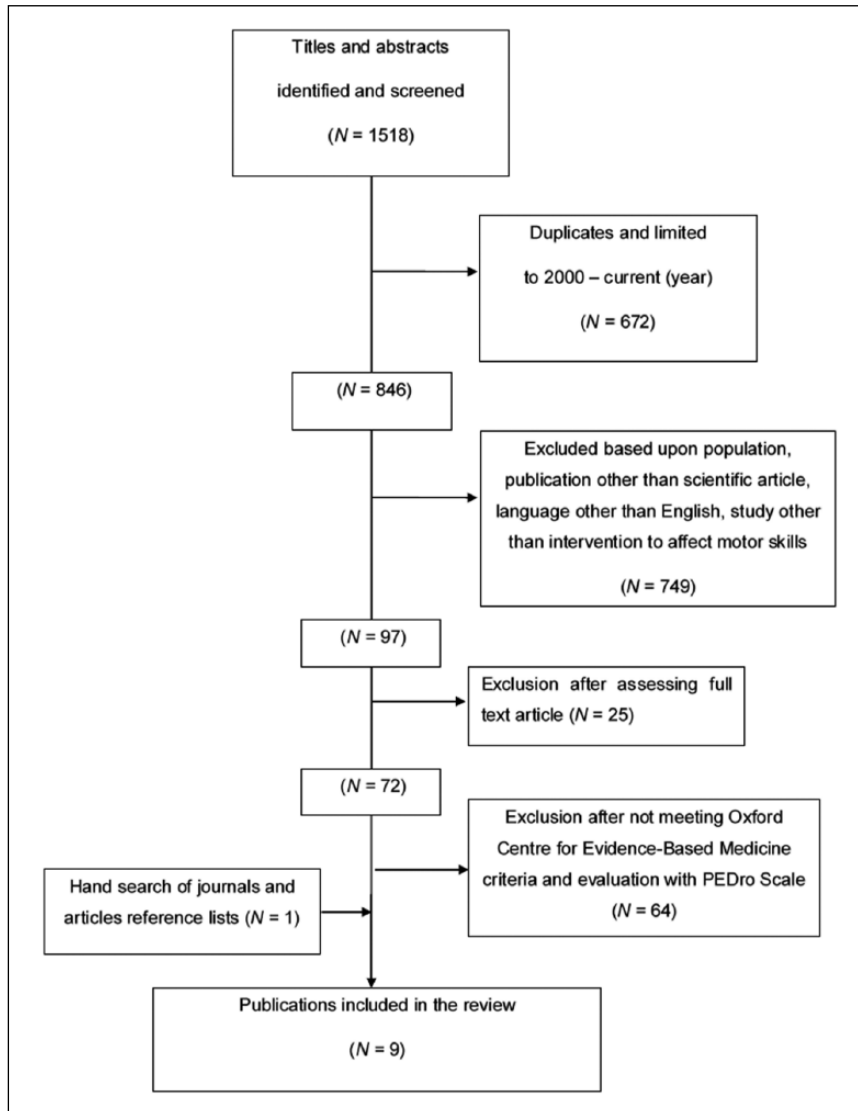 Titles and abstracts
identified and screened
(N = 1518)
Duplicates and limited
to 2000 – current (year)
(N = 672)
(N = 846)
Excluded based upon population,
publication other than scientific article,
language other than English, study other
than intervention to affect motor skills
(N = 749)
(N = 97)
Exclusion after assessing full
text article (N = 25)
(N = 72)
Exclusion after not meeting Oxford
Centre for Evidence-Based Medicine
criteria and evaluation with PEDro Scale
(N = 64)
Hand search of journals and
articles reference lists (N = 1)
Publications included in the review
(N = 9)